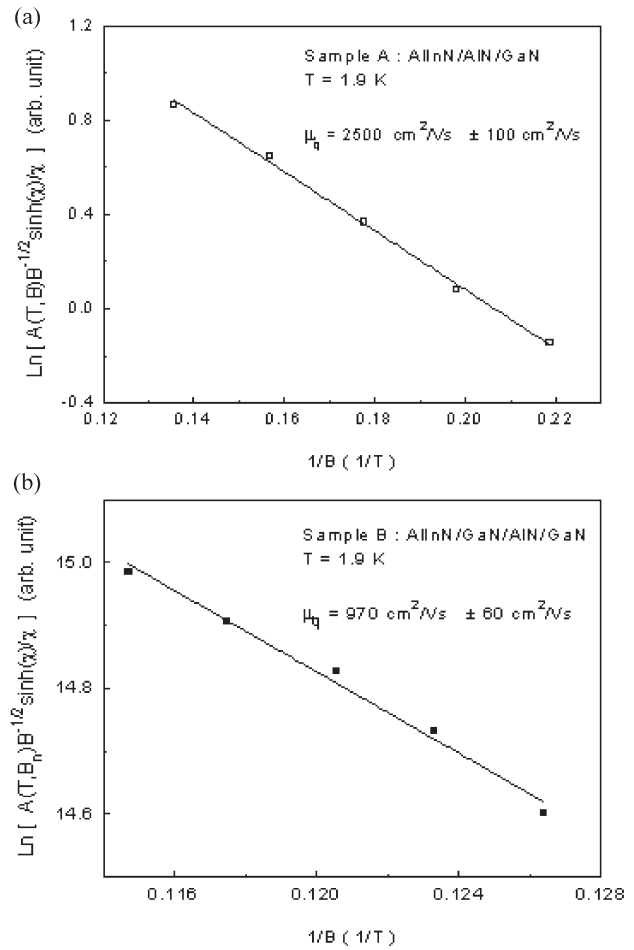 (a)
1.2
0.8
0.4
0.0
-0.4
Ln [ A(T,B)B^-1/2 sinh(χ)/χ ] (arb. unit)
Sample A : AlInN/AlN/GaN
T = 1.9 K
μq = 2500 cm²/Vs ± 100 cm²/Vs
0.12 0.14 0.16 0.18 0.20 0.22
1/B ( 1/T )
(b)
15.0
14.8
14.6
Ln [ A(T,Bn)B^-1/2 sinh(χ)/χ ] (arb. unit)
Sample B : AlInN/GaN/AlN/GaN
T = 1.9 K
μq = 970 cm²/Vs ± 60 cm²/Vs
0.116 0.120 0.124 0.128
1/B ( 1/T )